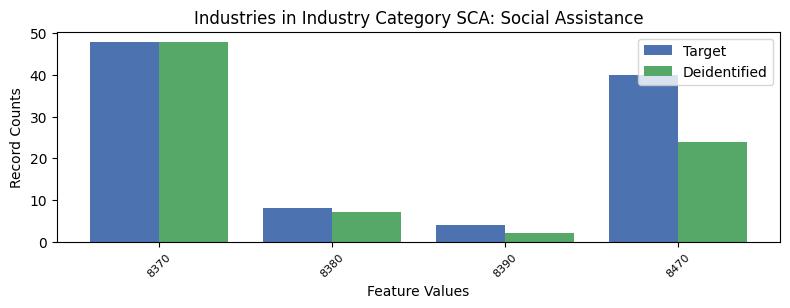 Industries in Industry Category SCA: Social Assistance
Record Counts
50
40
30
20
10
0
Target
Deidentified
8370
8380
8390
8470
Feature Values